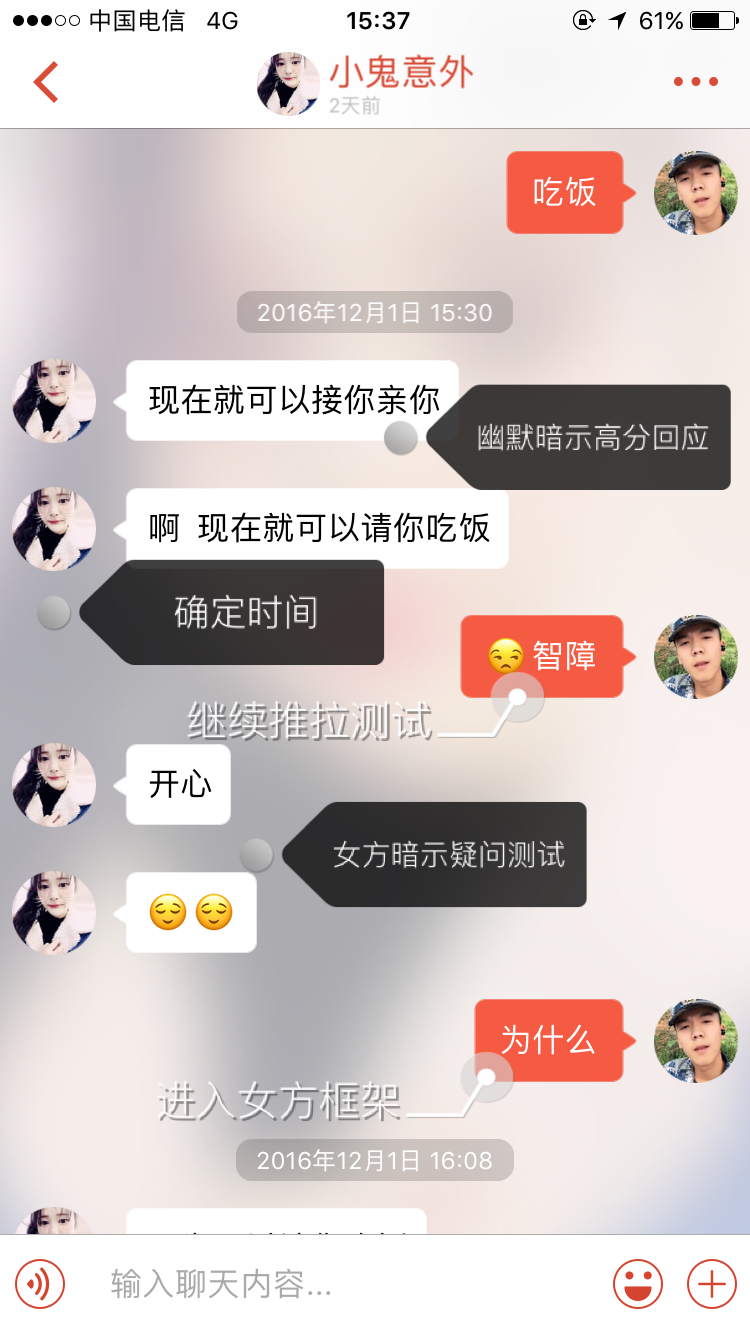 中国电信 4G 15:37 61%
小鬼意外
2天前
吃饭
2016年12月1日 15:30
现在就可以接你亲你
幽默暗示高分回应
啊 现在就可以请你吃饭
确定时间
智障
继续推拉测试
开心
女方暗示疑问测试
为什么
进入女方框架
2016年12月1日 16:08
输入聊天内容...